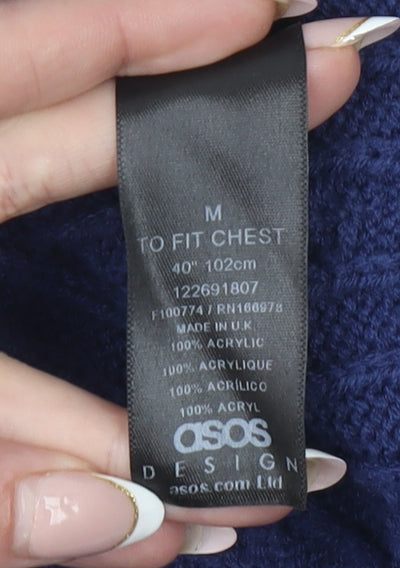 M
TO FIT CHEST
40" 102cm
122691807
F100774 / RN166978
MADE IN U.K
100% ACRYLIC
100% ACRYLIQUE
100% ACRÍLICO
100% ACRYL
asos
DESIGN
asos.com Ltd